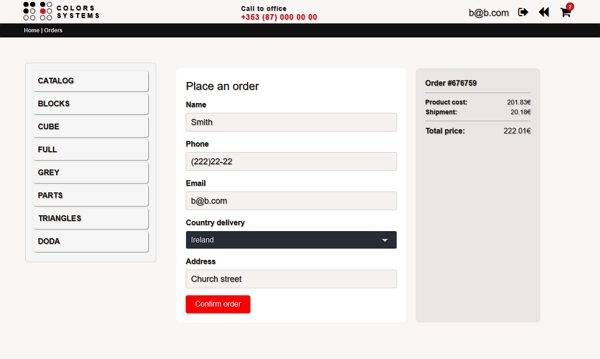 COLORS
SYSTEMS
Call to office
+353 (87) 000 00 00
b@b.com
Home | Orders
CATALOG
BLOCKS
CUBE
FULL
GREY
PARTS
TRIANGLES
DODA
Place an order
Name
Smith
Phone
(222)22-22
Email
b@b.com
Country delivery
Ireland
Address
Church street
Confirm order
Order #676759
Product cost: 201.83€
Shipment: 20.18€
Total price: 222.01€